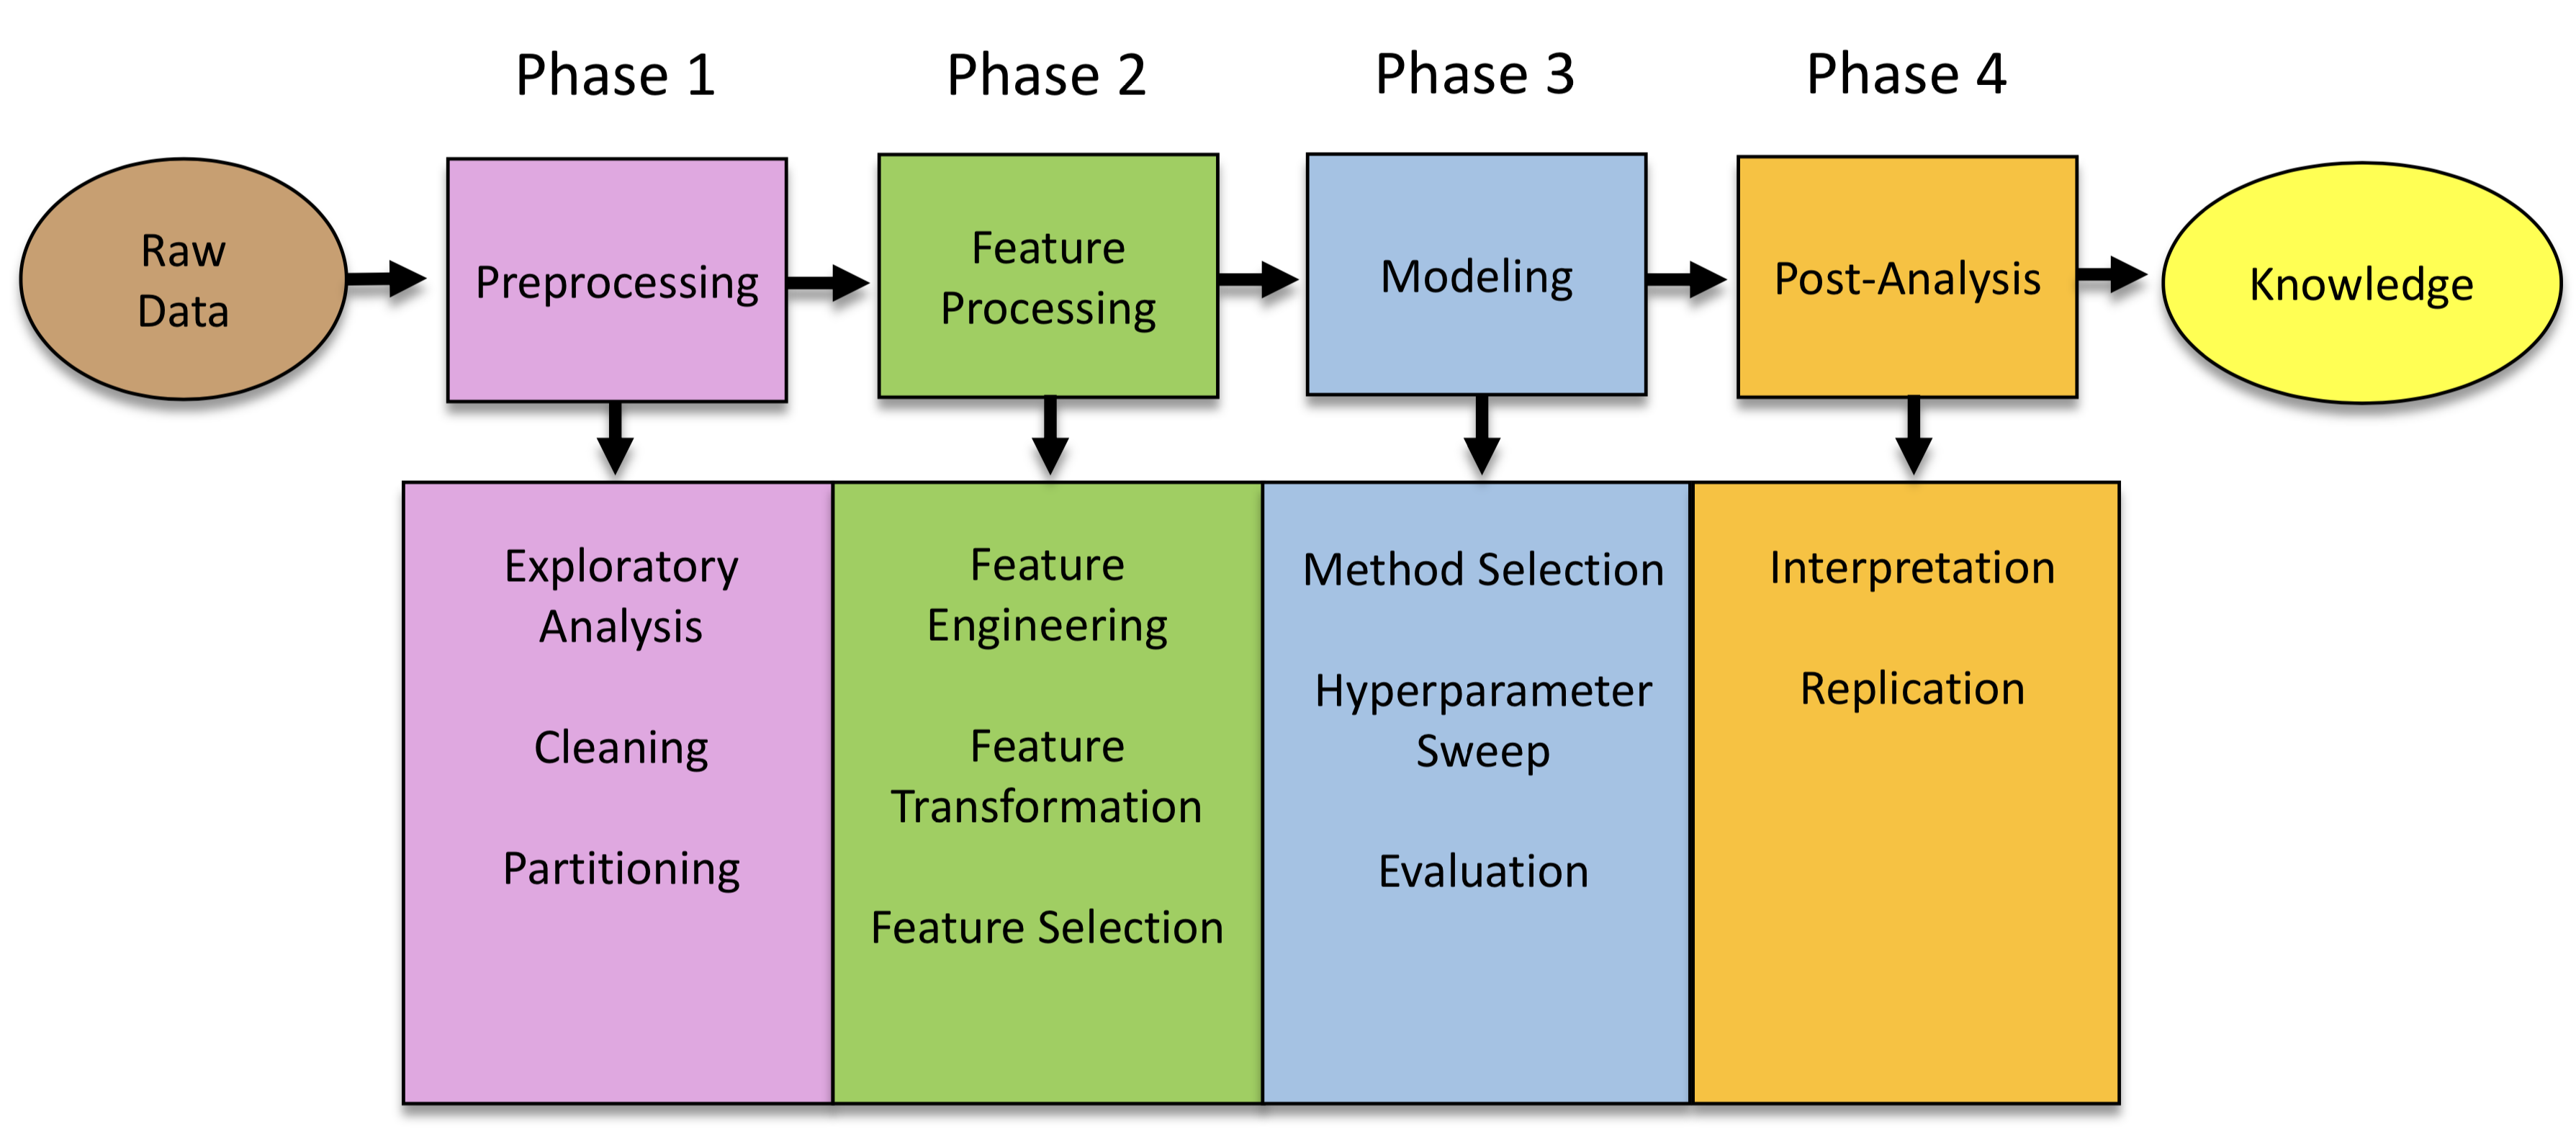 Phase 1
Phase 2
Phase 3
Phase 4
Raw
Data
Preprocessing
Feature
Processing
Modeling
Post-Analysis
Knowledge
Exploratory
Analysis
Cleaning
Partitioning
Feature
Engineering
Feature
Transformation
Feature Selection
Method Selection
Hyperparameter
Sweep
Evaluation
Interpretation
Replication